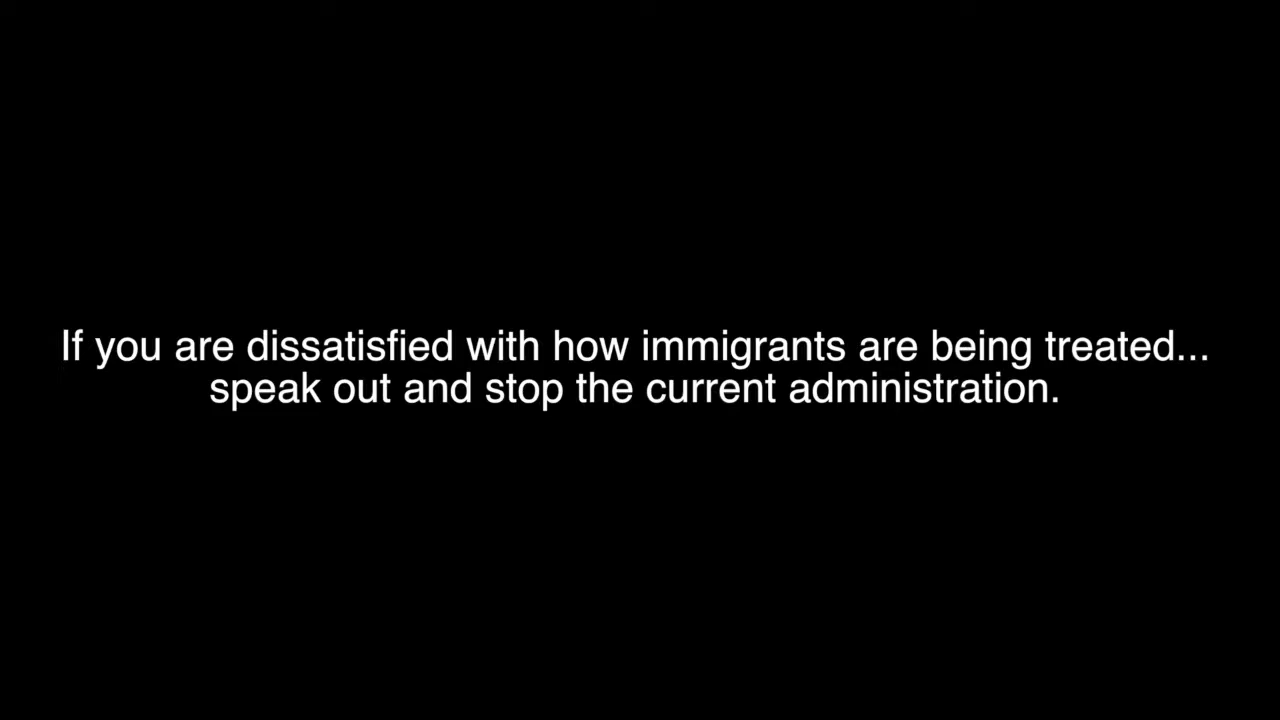 If you are dissatisfied with how immigrants are being treated...
speak out and stop the current administration.